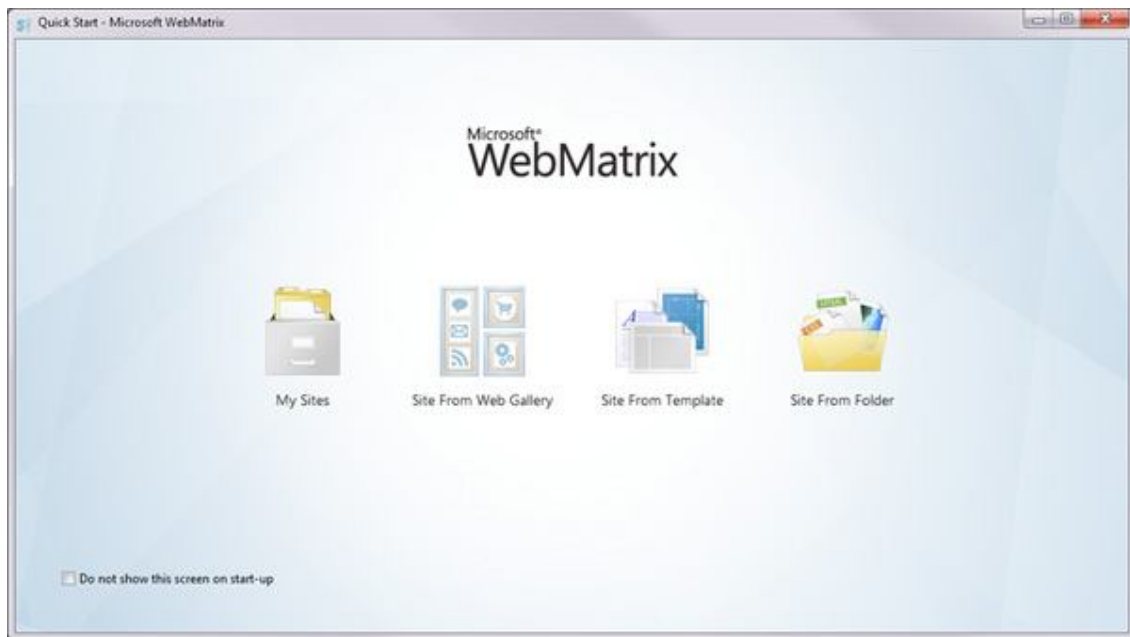 Quick Start - Microsoft WebMatrix
Microsoft®
WebMatrix
My Sites
Site From Web Gallery
Site From Template
Site From Folder
Do not show this screen on start-up